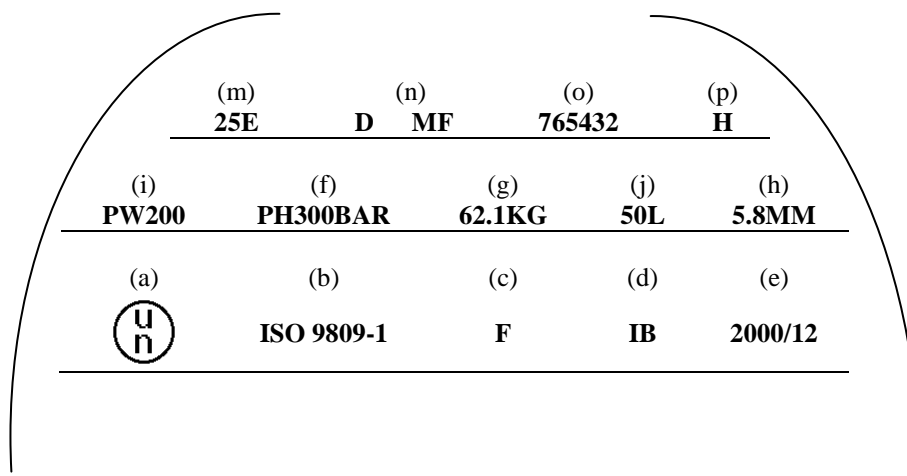 (m) (n) (o) (p)
25E D MF 765432 H
(i) (f) (g) (j) (h)
PW200 PH300BAR 62.1KG 50L 5.8MM
(a) (b) (c) (d) (e)
u
n
ISO 9809-1 F IB 2000/12